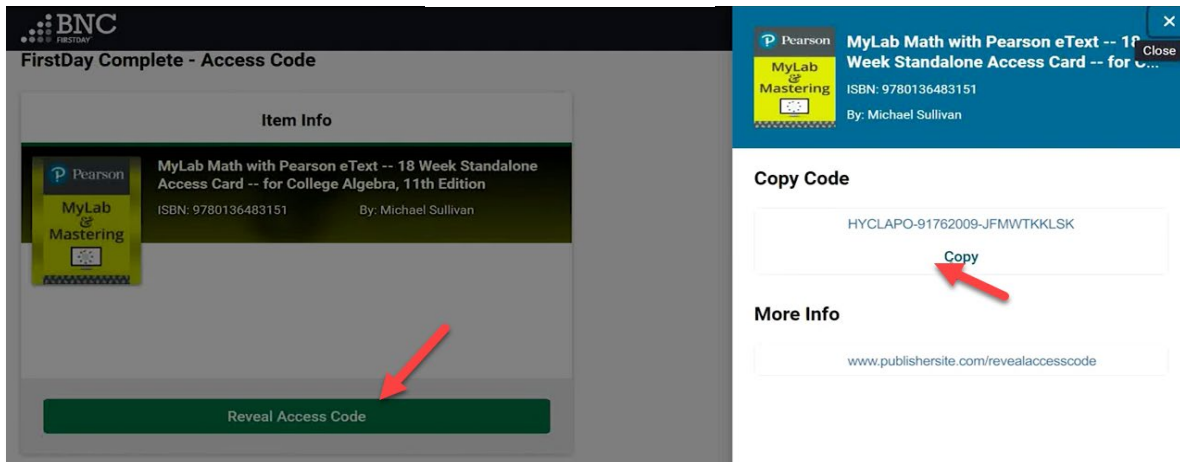 BNC
FIRSTDAY
FirstDay Complete - Access Code
Item Info
Pearson
MyLab
&
Mastering
MyLab Math with Pearson eText -- 18 Week Standalone
Access Card -- for College Algebra, 11th Edition
ISBN: 9780136483151 By: Michael Sullivan
Reveal Access Code
Pearson
MyLab
&
Mastering
MyLab Math with Pearson eText -- 18
Week Standalone Access Card -- for C...
ISBN: 9780136483151
By: Michael Sullivan
×
Close
Copy Code
HYCLAPO-91762009-JFMWTKKLSK
Copy
More Info
www.publishersite.com/revealaccesscode